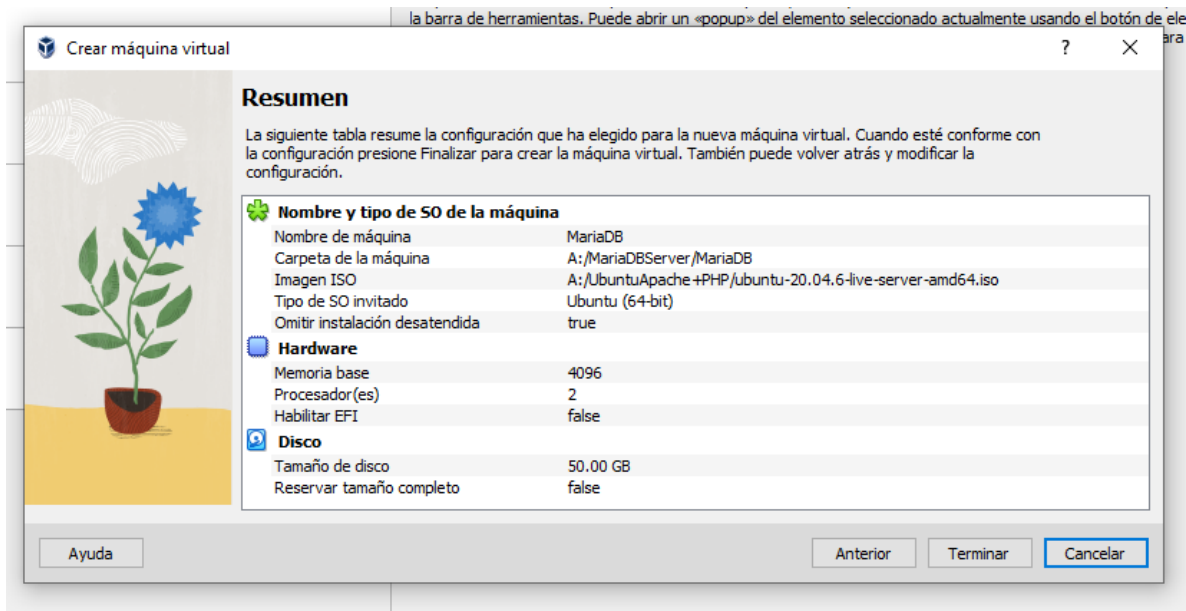 la barra de herramientas. Puede abrir un «popup» del elemento seleccionado actualmente usando el botón de ele
ara
Crear máquina virtual
?
Resumen
La siguiente tabla resume la configuración que ha elegido para la nueva máquina virtual. Cuando esté conforme con
la configuración presione Finalizar para crear la máquina virtual. También puede volver atrás y modificar la
configuración.
Nombre y tipo de SO de la máquina
Nombre de máquina MariaDB
Carpeta de la máquina A:/MariaDBServer/MariaDB
Imagen ISO A:/UbuntuApache+PHP/ubuntu-20.04.6-live-server-amd64.iso
Tipo de SO invitado Ubuntu (64-bit)
Omitir instalación desatendida true
Hardware
Memoria base 4096
Procesador(es) 2
Habilitar EFI false
Disco
Tamaño de disco 50.00 GB
Reservar tamaño completo false
Ayuda Anterior Terminar Cancelar